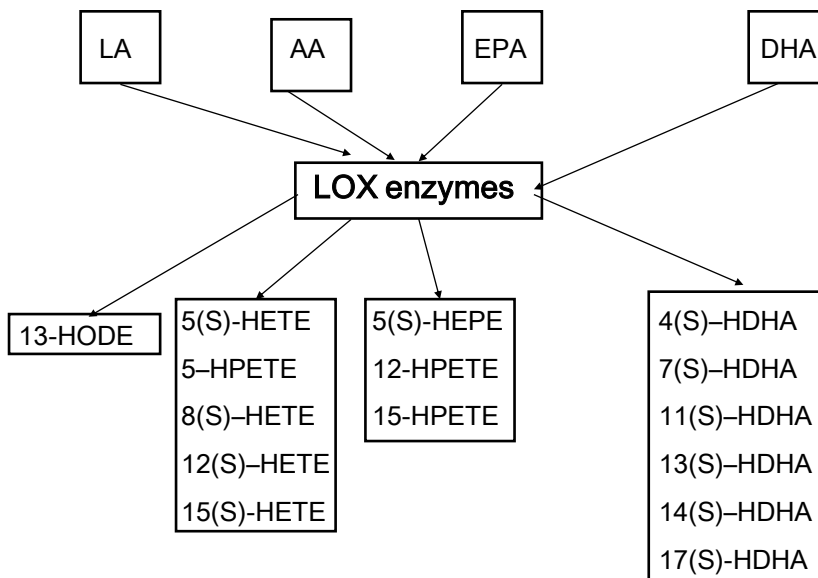 LA
AA
EPA
DHA
LOX enzymes
13-HODE
5(S)-HETE
5–HPETE
8(S)–HETE
12(S)–HETE
15(S)-HETE
5(S)-HEPE
12-HPETE
15-HPETE
4(S)–HDHA
7(S)–HDHA
11(S)–HDHA
13(S)–HDHA
14(S)–HDHA
17(S)-HDHA